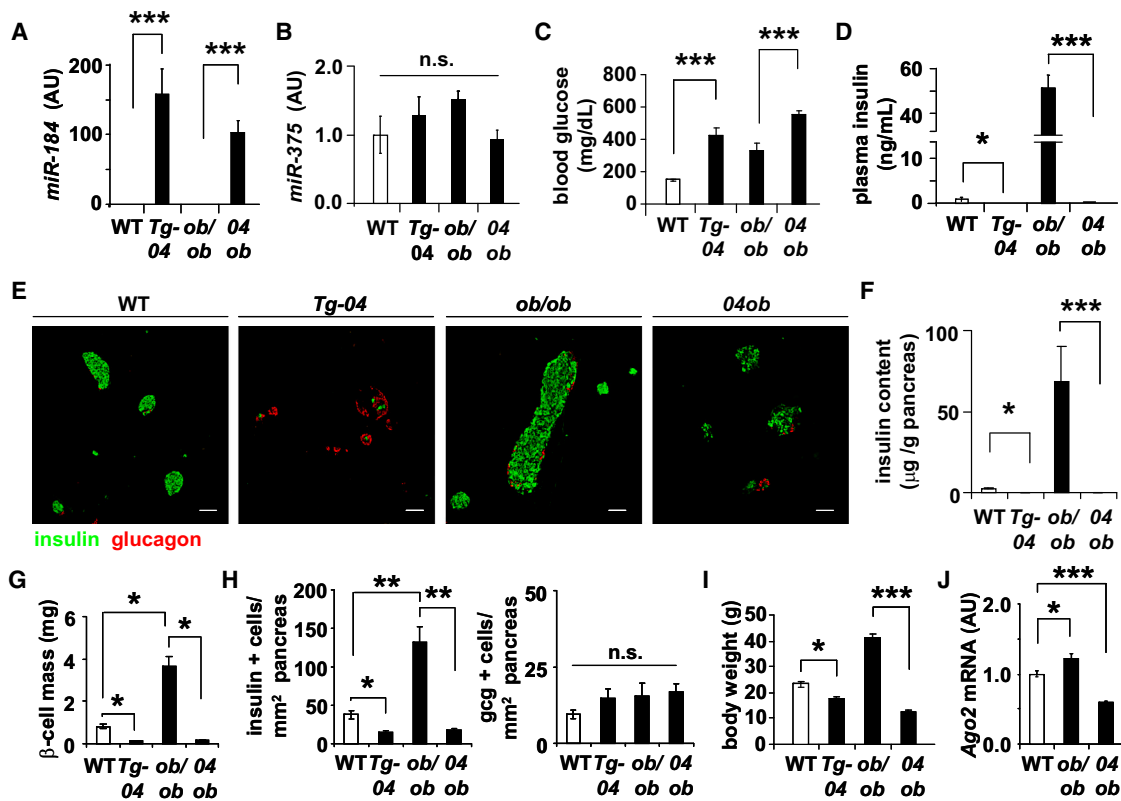 A
***
***
miR-184 (AU)
200
100
0
WT Tg- ob/ 04
04 ob ob
B
n.s.
miR-375 (AU)
2.0
1.0
0.0
WT Tg- ob/ 04
04 ob ob
C
***
***
blood glucose
(mg/dL)
800
600
400
200
0
WT Tg- ob/ 04
04 ob ob
D
***
*
plasma insulin
(ng/mL)
60
40
20
10
0
WT Tg- ob/ 04
04 ob ob
E
WT Tg-04 ob/ob 04ob
insulin glucagon
F
***
*
insulin content
(μg /g pancreas)
100
50
0
WT Tg- ob/ 04
04 ob ob
G
*
*
*
β-cell mass (mg)
6
4
2
0
WT Tg- ob/ 04
04 ob ob
H
**
**
*
insulin + cells/
mm² pancreas
200
150
100
50
0
WT Tg- ob/ 04
04 ob ob
n.s.
gcg + cells/
mm² pancreas
50
25
0
WT Tg- ob/ 04
04 ob ob
I
***
*
body weight (g)
50
40
30
20
10
0
WT Tg- ob/ 04
04 ob ob
J
***
*
Ago2 mRNA (AU)
2.0
1.0
0.0
WT ob/ 04
ob ob